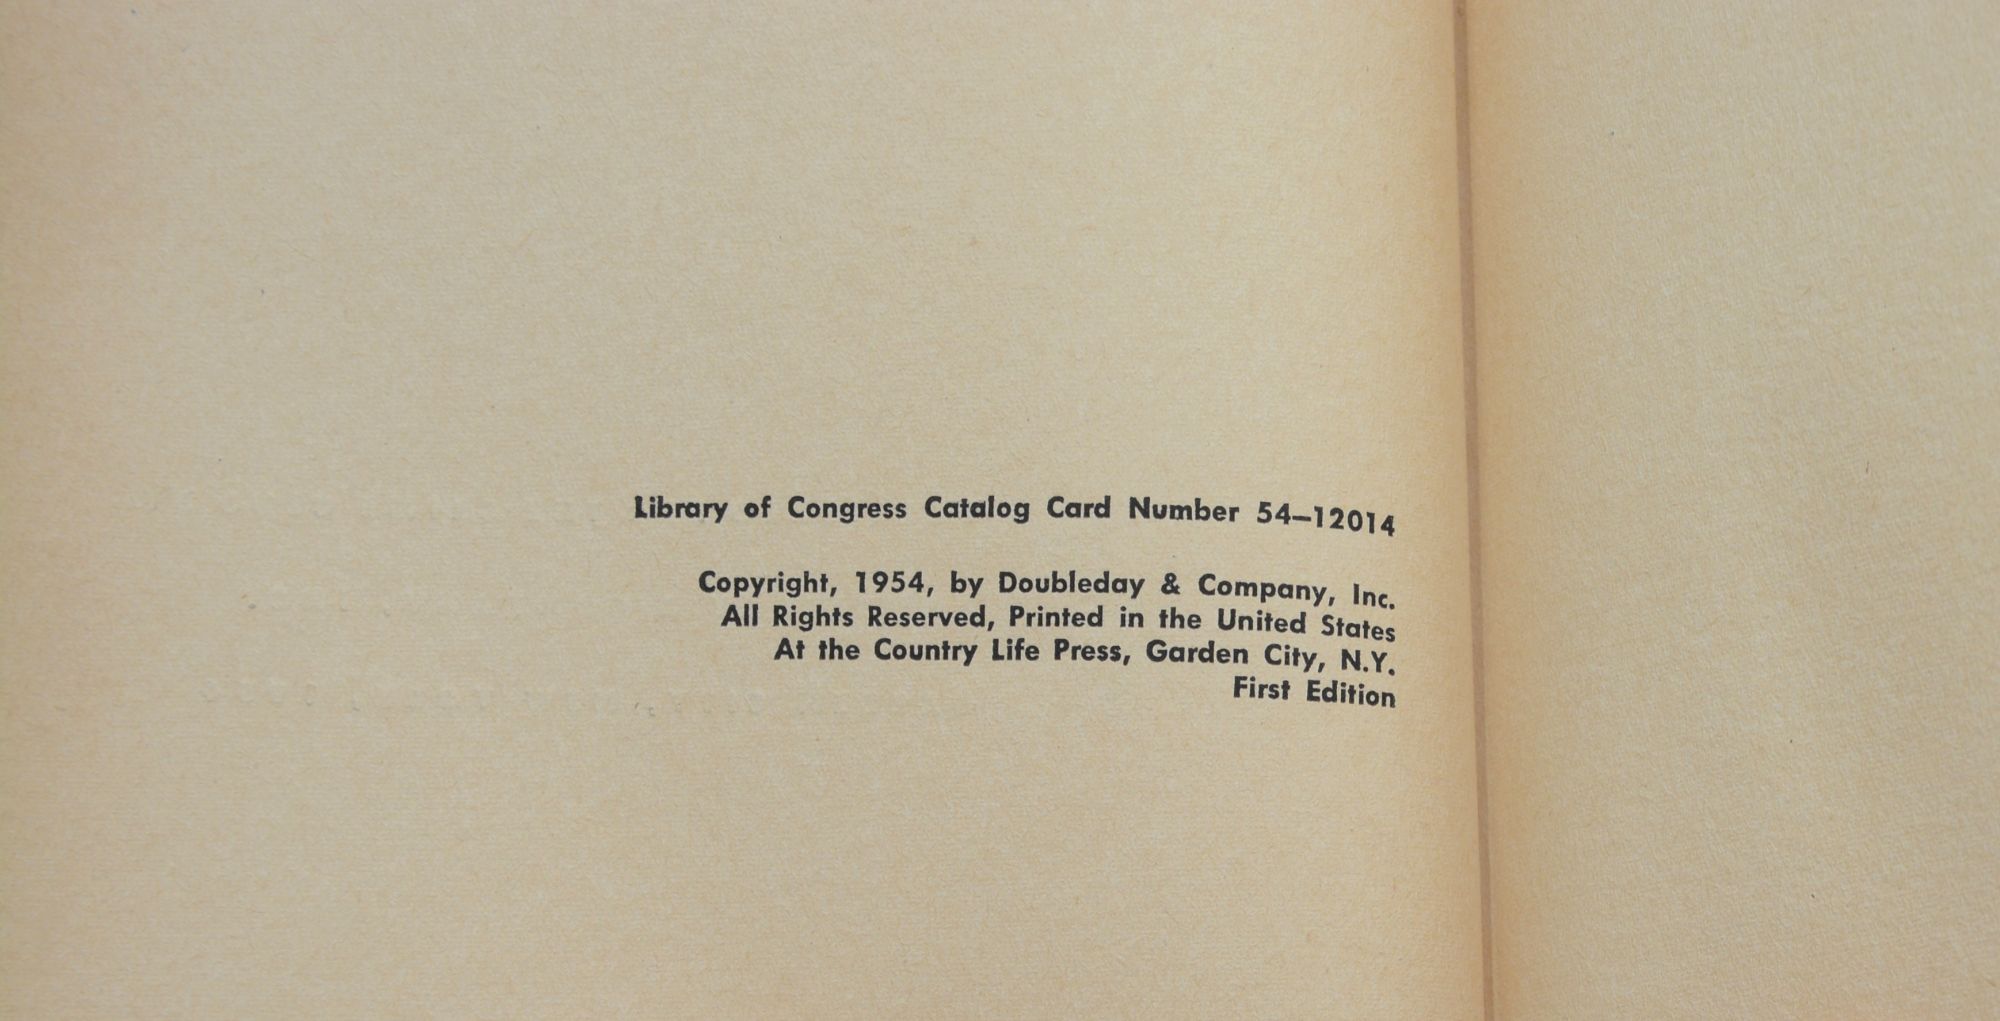 Library of Congress Catalog Card Number 54–12014
Copyright, 1954, by Doubleday & Company, Inc.
All Rights Reserved, Printed in the United States
At the Country Life Press, Garden City, N.Y.
First Edition